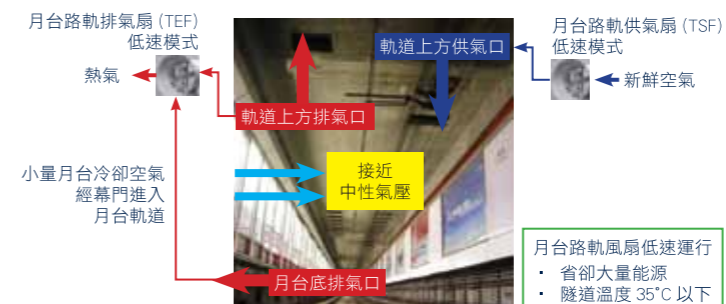 月台路軌排氣扇 (TEF)
低速模式
熱氣
軌道上方排氣口
軌道上方供氣口
月台路軌供氣扇 (TSF)
低速模式
新鮮空氣
小量月台冷卻空氣
經幕門進入
月台軌道
接近
中性氣壓
月台底排氣口
月台路軌風扇低速運行
· 省卻大量能源
· 隧道溫度 35°C 以下